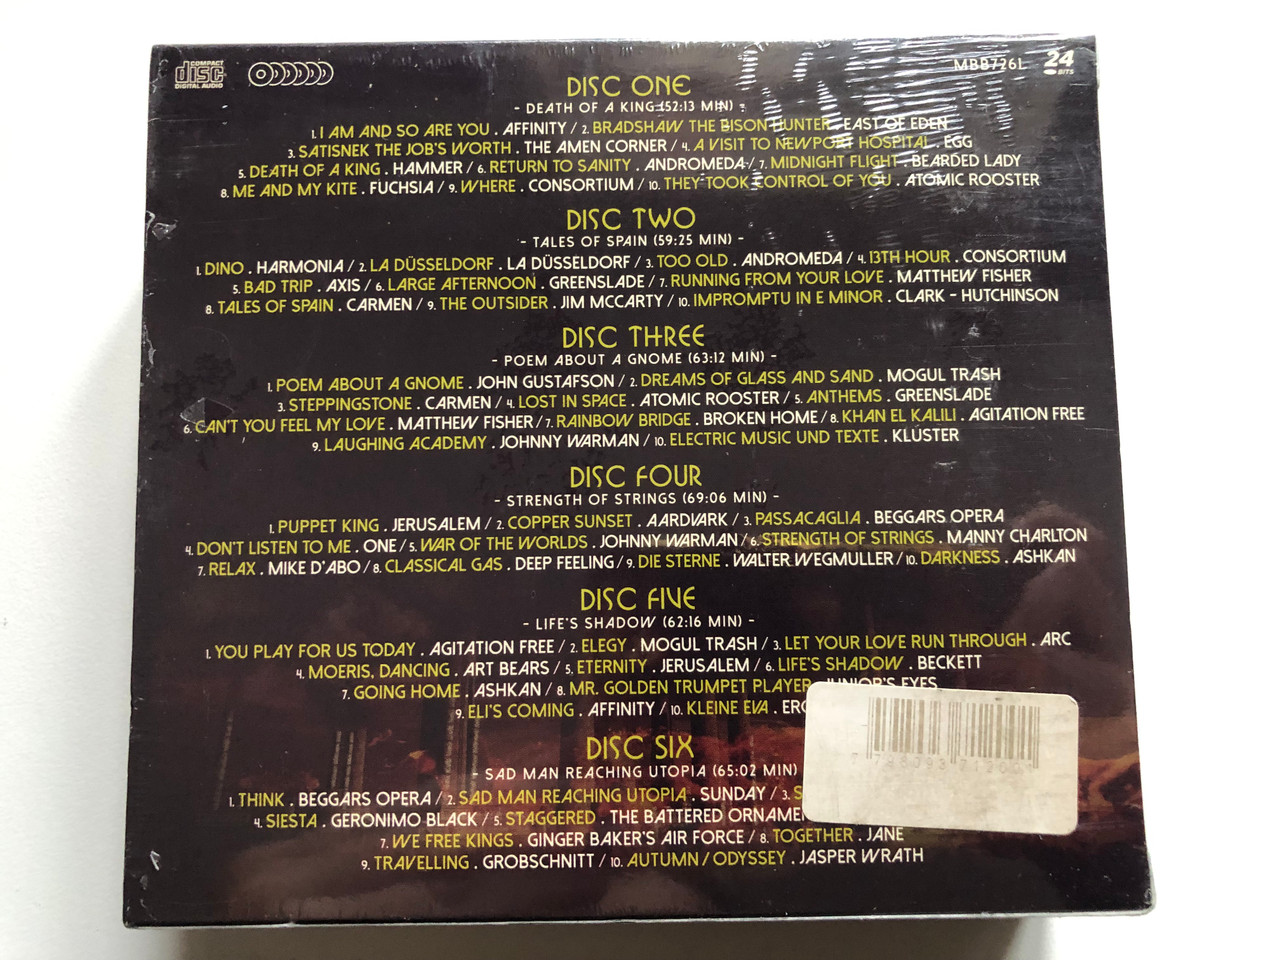 COMPACT
disc
DIGITAL AUDIO
MBB726L
24
BITS
DISC ONE
- DEATH OF A KING (52:13 MIN) -
1. I AM AND SO ARE YOU . AFFINITY / 2. BRADSHAW THE BISON HUNTER . EAST OF EDEN
3. SATISNEK THE JOB'S WORTH . THE AMEN CORNER / 4. A VISIT TO NEWPORT HOSPITAL . EGG
5. DEATH OF A KING . HAMMER / 6. RETURN TO SANITY . ANDROMEDA / 7. MIDNIGHT FLIGHT . BEARDED LADY
8. ME AND MY KITE . FUCHSIA / 9. WHERE . CONSORTIUM / 10. THEY TOOK CONTROL OF YOU . ATOMIC ROOSTER
DISC TWO
- TALES OF SPAIN (59:25 MIN) -
1. DINO . HARMONIA / 2. LA DÜSSELDORF . LA DÜSSELDORF / 3. TOO OLD . ANDROMEDA / 4. 13TH HOUR . CONSORTIUM
5. BAD TRIP . AXIS / 6. LARGE AFTERNOON . GREENSLADE / 7. RUNNING FROM YOUR LOVE . MATTHEW FISHER
8. TALES OF SPAIN . CARMEN / 9. THE OUTSIDER . JIM MCCARTY / 10. IMPROMPTU IN E MINOR . CLARK - HUTCHINSON
DISC THREE
- POEM ABOUT A GNOME (63:12 MIN) -
1. POEM ABOUT A GNOME . JOHN GUSTAFSON / 2. DREAMS OF GLASS AND SAND . MOGUL TRASH
3. STEPPINGSTONE . CARMEN / 4. LOST IN SPACE . ATOMIC ROOSTER / 5. ANTHEMS . GREENSLADE
6. CAN'T YOU FEEL MY LOVE . MATTHEW FISHER / 7. RAINBOW BRIDGE . BROKEN HOME / 8. KHAN EL KALILI . AGITATION FREE
9. LAUGHING ACADEMY . JOHNNY WARMAN / 10. ELECTRIC MUSIC UND TEXTE . KLUSTER
DISC FOUR
- STRENGTH OF STRINGS (69:06 MIN) -
1. PUPPET KING . JERUSALEM / 2. COPPER SUNSET . AARDVARK / 3. PASSACAGLIA . BEGGARS OPERA
4. DON'T LISTEN TO ME . ONE / 5. WAR OF THE WORLDS . JOHNNY WARMAN / 6. STRENGTH OF STRINGS . MANNY CHARLTON
7. RELAX . MIKE D'ABO / 8. CLASSICAL GAS . DEEP FEELING / 9. DIE STERNE . WALTER WEGMULLER / 10. DARKNESS . ASHKAN
DISC FIVE
- LIFE'S SHADOW (62:16 MIN) -
1. YOU PLAY FOR US TODAY . AGITATION FREE / 2. ELEGY . MOGUL TRASH / 3. LET YOUR LOVE RUN THROUGH . ARC
4. MOERIS, DANCING . ART BEARS / 5. ETERNITY . JERUSALEM / 6. LIFE'S SHADOW . BECKETT
7. GOING HOME . ASHKAN / 8. MR. GOLDEN TRUMPET PLAYER . JUNIOR'S EYES
9. ELI'S COMING . AFFINITY / 10. KLEINE EVA .
DISC SIX
- SAD MAN REACHING UTOPIA (65:02 MIN)
1. THINK . BEGGARS OPERA / 2. SAD MAN REACHING UTOPIA . SUNDAY / 3.
4. SIESTA . GERONIMO BLACK / 5. STAGGERED . THE BATTERED
7. WE FREE KINGS . GINGER BAKER'S AIR FORCE / 8. TOGETHER . JANE
9. TRAVELLING . GROBSCHNITT / 10. AUTUMN / ODYSSEY . JASPER WRATH